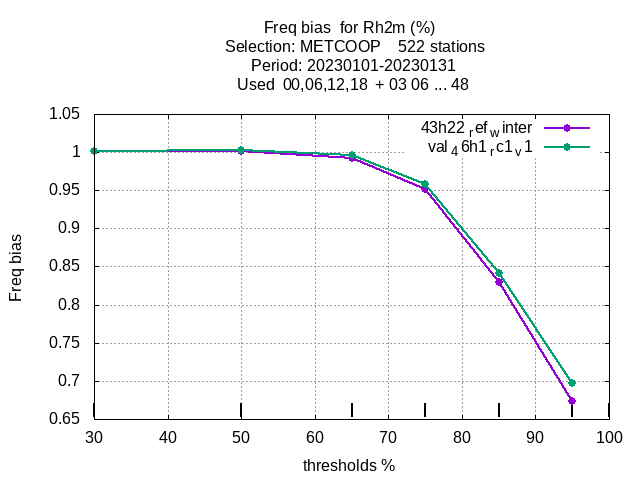 Freq bias  for Rh2m (%)
Selection: METCOOP    522 stations
Period: 20230101-20230131
Used  00,06,12,18  + 03 06 ... 48
1.05
1
0.95
0.9
0.85
0.8
0.75
0.7
0.65
Freq bias
43h22_ref_winter
val_46h1_rc1_v1
30 40 50 60 70 80 90 100
thresholds %